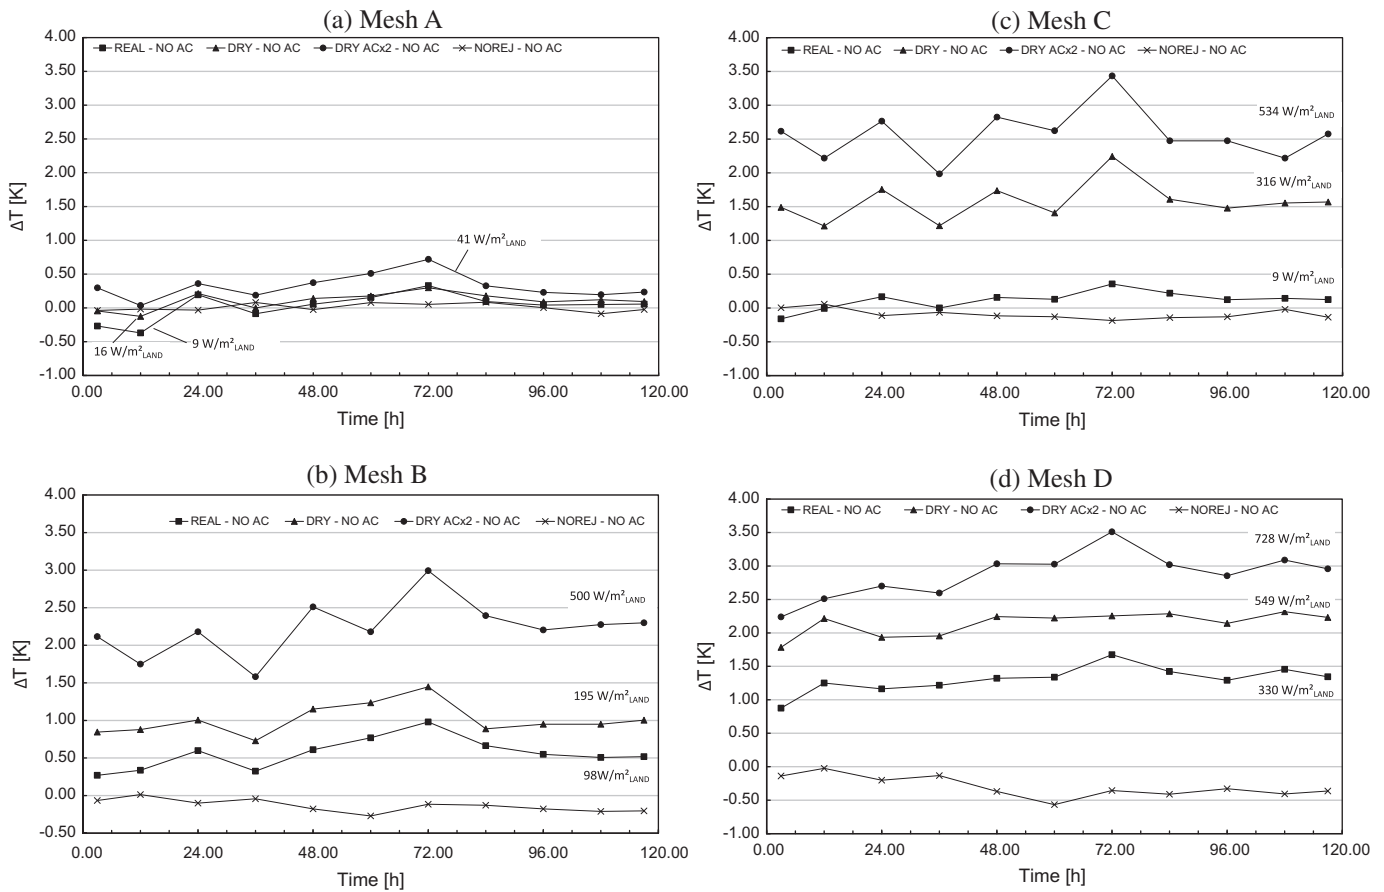 (a) Mesh A
REAL - NO AC DRY - NO AC DRY ACx2 - NO AC NOREJ - NO AC
4.00
3.50
3.00
2.50
2.00
1.50
1.00
0.50
0.00
-0.50
-1.00
ΔT [K]
41 W/m²LAND
16 W/m²LAND
9 W/m²LAND
0.00 24.00 48.00 72.00 96.00 120.00
Time [h]
(b) Mesh B
REAL - NO AC DRY - NO AC DRY ACx2 - NO AC NOREJ - NO AC
4.00
3.50
3.00
2.50
2.00
1.50
1.00
0.50
0.00
-0.50
ΔT [K]
500 W/m²LAND
195 W/m²LAND
98W/m²LAND
0.00 24.00 48.00 72.00 96.00 120.00
Time [h]
(c) Mesh C
REAL - NO AC DRY - NO AC DRY ACx2 - NO AC NOREJ - NO AC
4.00
3.50
3.00
2.50
2.00
1.50
1.00
0.50
0.00
-0.50
-1.00
ΔT [K]
534 W/m²LAND
316 W/m²LAND
9 W/m²LAND
0.00 24.00 48.00 72.00 96.00 120.00
Time [h]
(d) Mesh D
REAL - NO AC DRY - NO AC DRY ACx2 - NO AC NOREJ - NO AC
4.00
3.50
3.00
2.50
2.00
1.50
1.00
0.50
0.00
-0.50
-1.00
ΔT [K]
728 W/m²LAND
549 W/m²LAND
330 W/m²LAND
0.00 24.00 48.00 72.00 96.00 120.00
Time [h]